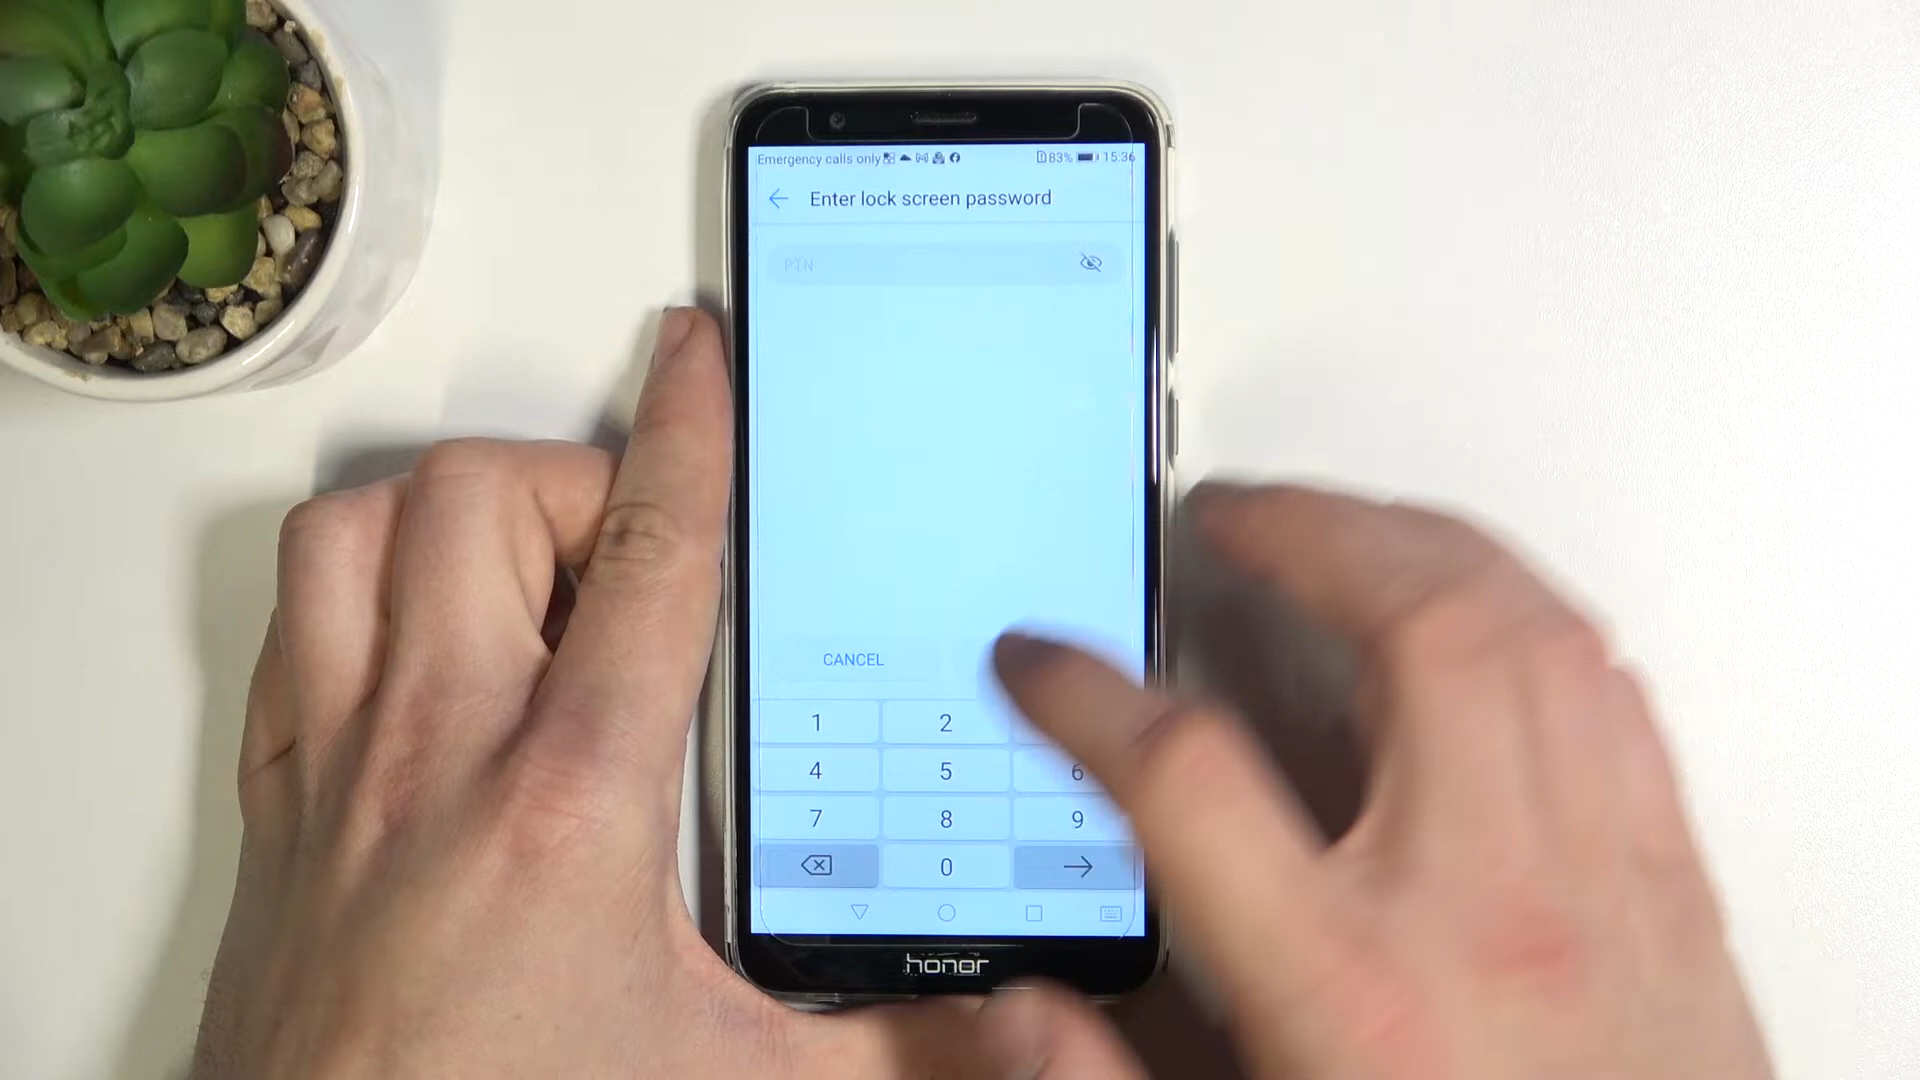 Emergency calls only 83% 15:36
Enter lock screen password
PIN
CANCEL
1 2
4 5 6
7 8 9
0
honor